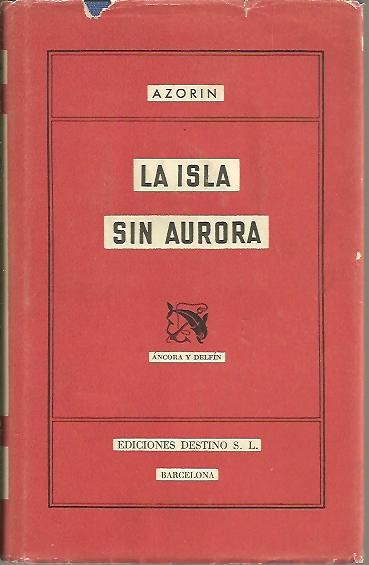 AZORIN
LA ISLA
SIN AURORA
ÁNCORA Y DELFÍN
EDICIONES DESTINO S. L.
BARCELONA